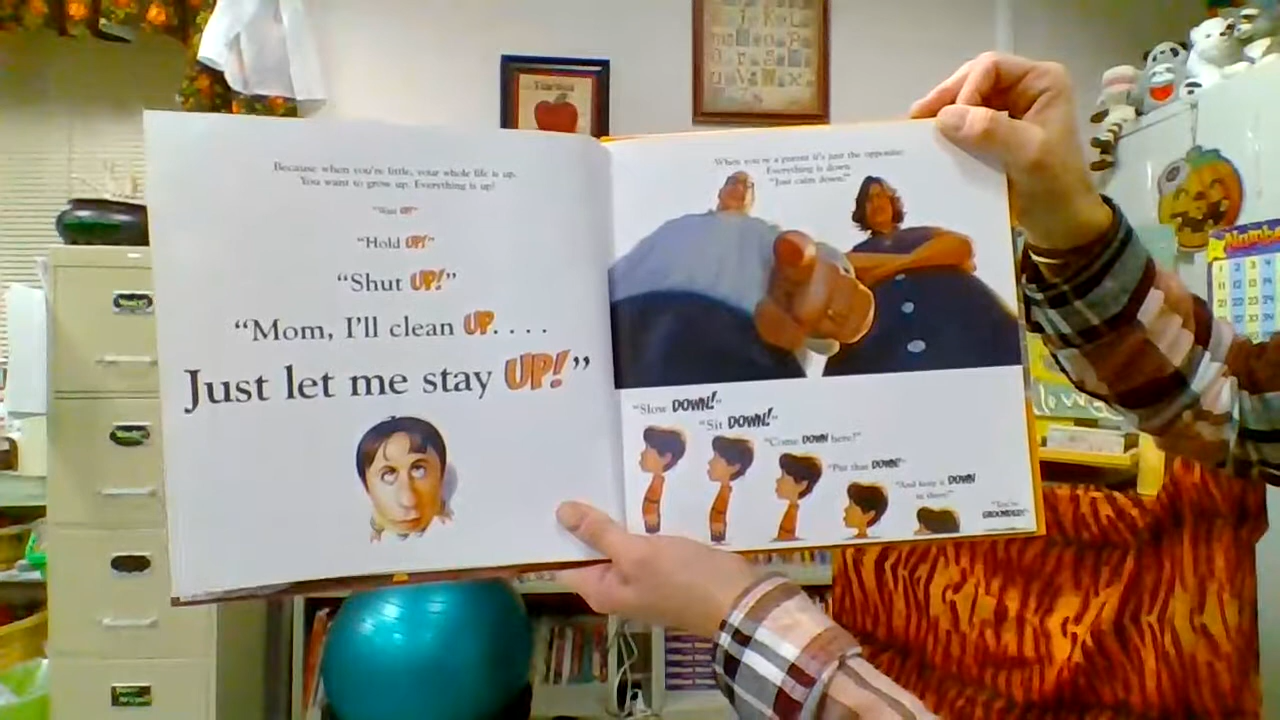 Because when you're little, your whole life is up.
You want to grow up. Everything is up!
"Wait UP!"
"Hold UP!"
"Shut UP!"
"Mom, I'll clean UP. . . .
Just let me stay UP!"
When you're a parent it's just the opposite.
Everything is down.
"Just calm down."
"Slow DOWN!"
"Sit DOWN!"
"Come DOWN here!"
"Put that DOWN!"
"And keep it DOWN
in there!"
"You're
GROUNDED!"
Number